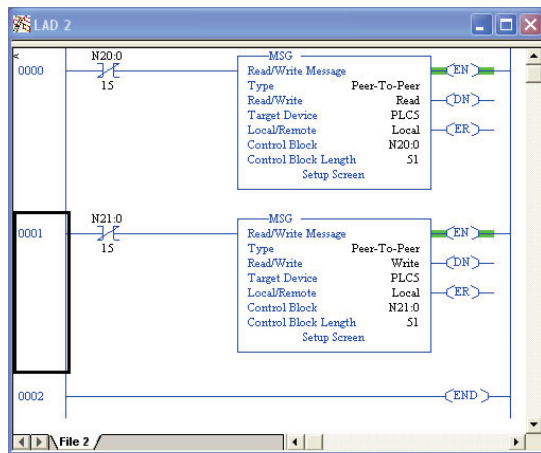 LAD 2
0000
N20:0
15
MSG
Read/Write Message
Type Peer-To-Peer
Read/Write Read
Target Device PLC5
Local/Remote Local
Control Block N20:0
Control Block Length 51
Setup Screen
EN
DN
ER
0001
N21:0
15
MSG
Read/Write Message
Type Peer-To-Peer
Read/Write Write
Target Device PLC5
Local/Remote Local
Control Block N21:0
Control Block Length 51
Setup Screen
EN
DN
ER
0002
END
File 2